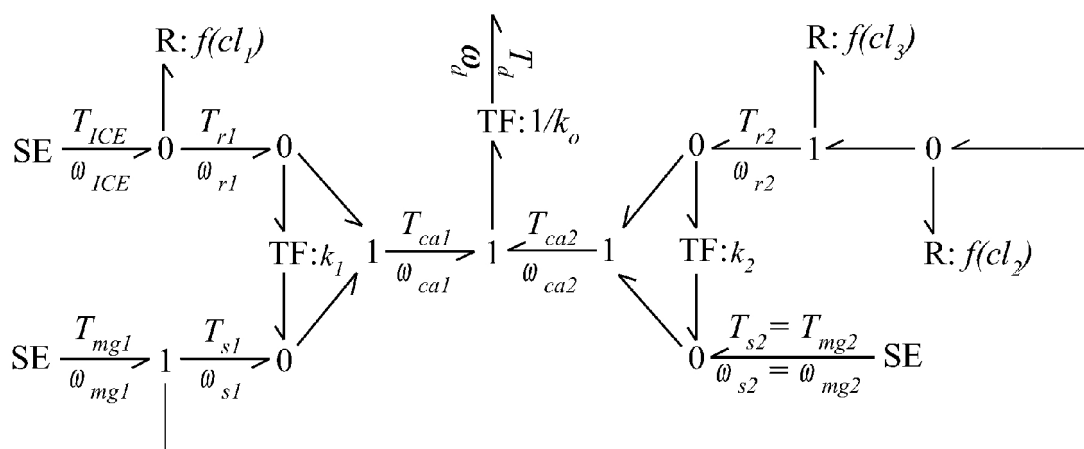 R: f(cl₁)
T_d
ω_d
R: f(cl₃)
TF: 1/kₒ
SE T_ICE 0 T_r1 0
ω_ICE ω_r1
0 T_r2 1 0
ω_r2
TF: k₁ 1 T_ca1 1 T_ca2 1 TF: k₂ R: f(cl₂)
ω_ca1 ω_ca2
SE T_mg1 1 T_s1 0
ω_mg1 ω_s1
0 T_s2 = T_mg2 SE
ω_s2 = ω_mg2